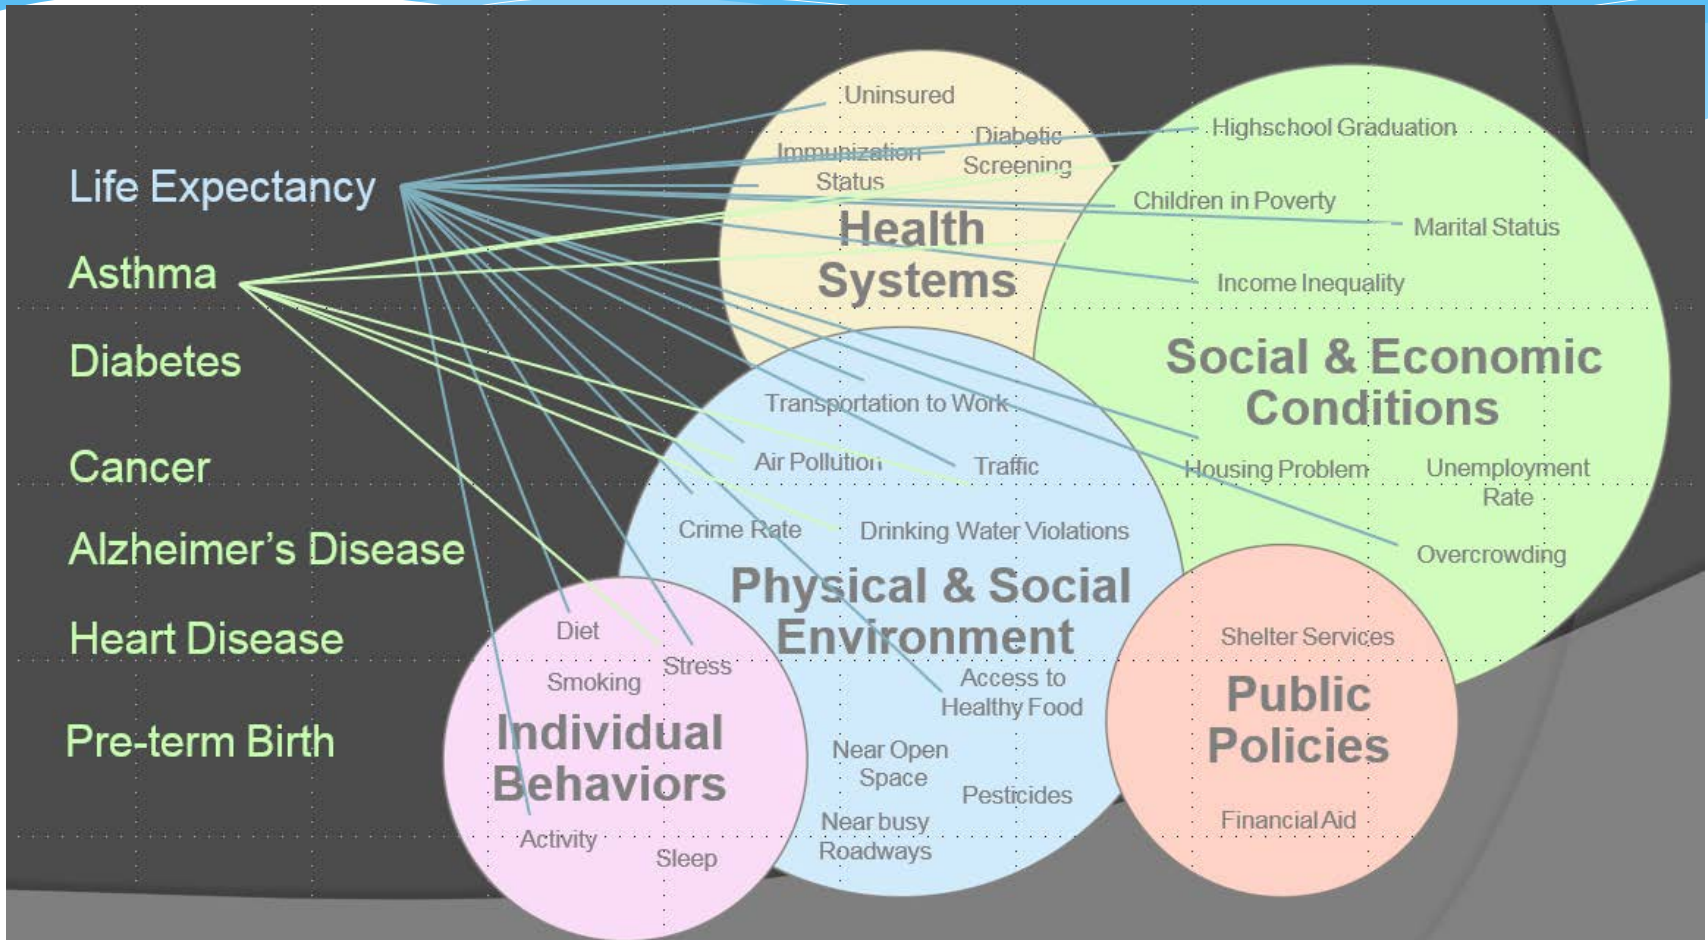 Life Expectancy
Asthma
Diabetes
Cancer
Alzheimer’s Disease
Heart Disease
Pre-term Birth
Uninsured
Immunization
Status
Diabetic
Screening
Health
Systems
Highschool Graduation
Children in Poverty
Marital Status
Income Inequality
Social & Economic
Conditions
Housing Problem
Unemployment
Rate
Overcrowding
Transportation to Work
Air Pollution
Traffic
Crime Rate
Drinking Water Violations
Physical & Social
Environment
Access to
Healthy Food
Near Open
Space
Pesticides
Near busy
Roadways
Diet
Stress
Smoking
Individual
Behaviors
Activity
Sleep
Shelter Services
Public
Policies
Financial Aid